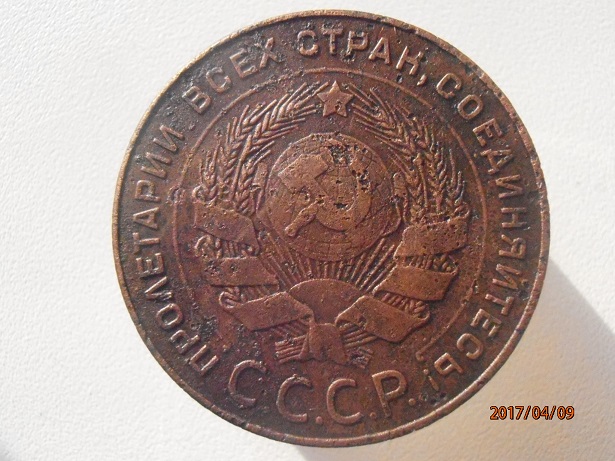 ПРОЛЕТАРИИ ВСЕХ СТРАН, СОЕДИНЯЙТЕСЬ!
С.С.С.Р.
2017/04/09